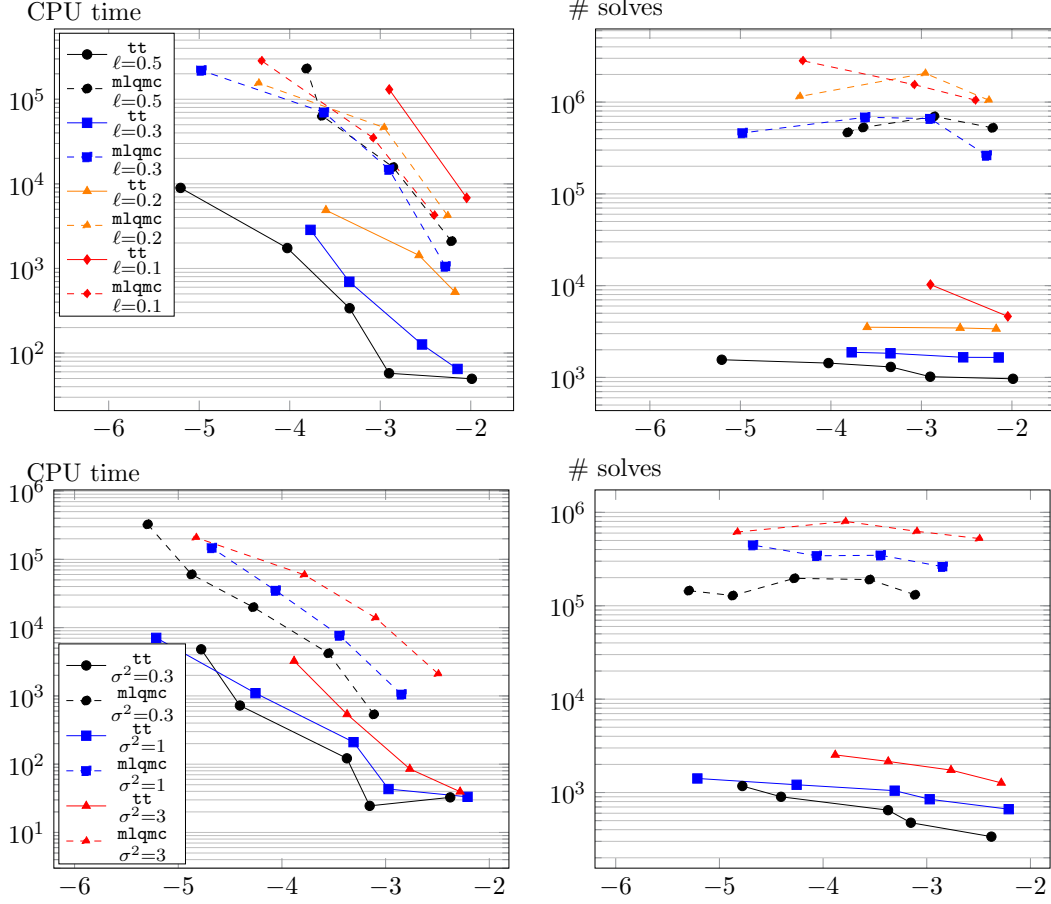 CPU time
10^5
10^4
10^3
10^2
tt
ℓ=0.5
mlqmc
ℓ=0.5
tt
ℓ=0.3
mlqmc
ℓ=0.3
tt
ℓ=0.2
mlqmc
ℓ=0.2
tt
ℓ=0.1
mlqmc
ℓ=0.1
−6 −5 −4 −3 −2
# solves
10^6
10^5
10^4
10^3
−6 −5 −4 −3 −2
CPU time
10^6
10^5
10^4
10^3
10^2
10^1
tt
σ^2=0.3
mlqmc
σ^2=0.3
tt
σ^2=1
mlqmc
σ^2=1
tt
σ^2=3
mlqmc
σ^2=3
−6 −5 −4 −3 −2
# solves
10^6
10^5
10^4
10^3
−6 −5 −4 −3 −2